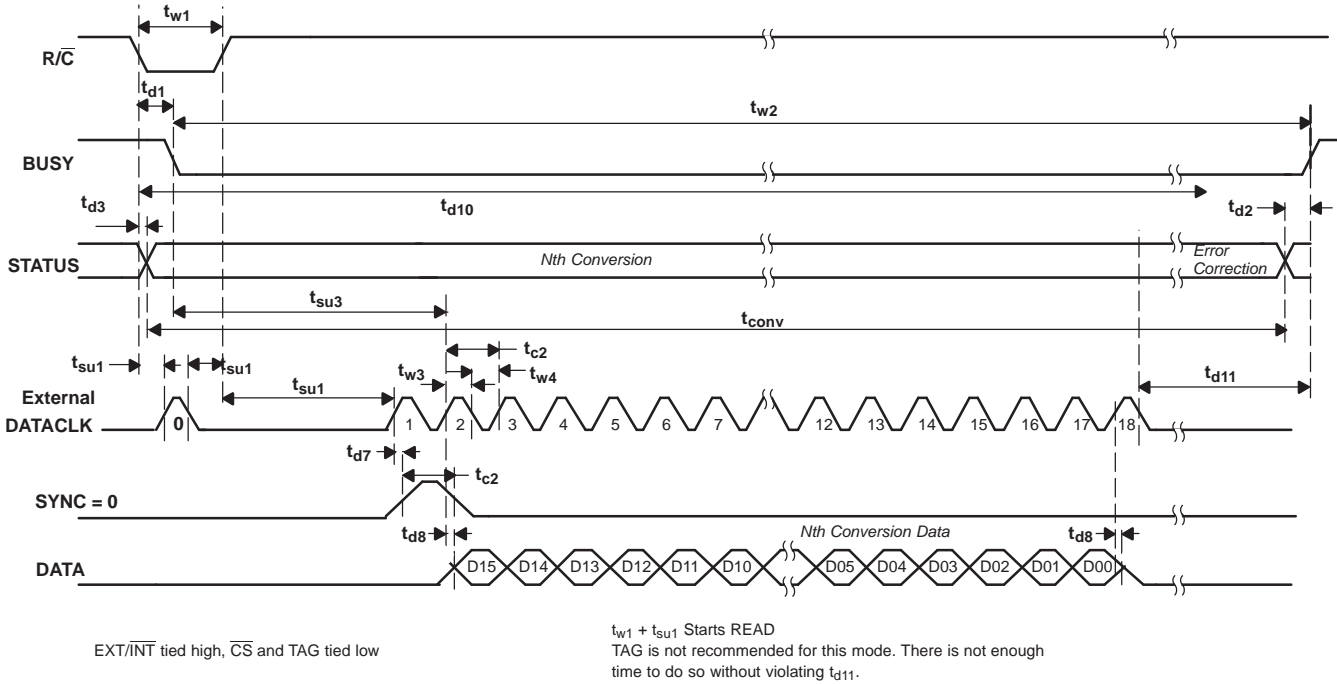 tw1
R/C̅
td1
tw2
BUSY
td3
td10
td2
STATUS
Nth Conversion
Error
Correction
tsu3
tconv
tsu1
tsu1
tc2
tw3
tw4
tsu1
td11
External
DATACLK
0 1 2 3 4 5 6 7 12 13 14 15 16 17 18
td7
tc2
SYNC = 0
td8
Nth Conversion Data
td8
DATA
D15 D14 D13 D12 D11 D10 D05 D04 D03 D02 D01 D00
EXT/I̅N̅T̅ tied high, C̅S̅ and TAG tied low
tw1 + tsu1 Starts READ
TAG is not recommended for this mode. There is not enough
time to do so without violating td11.